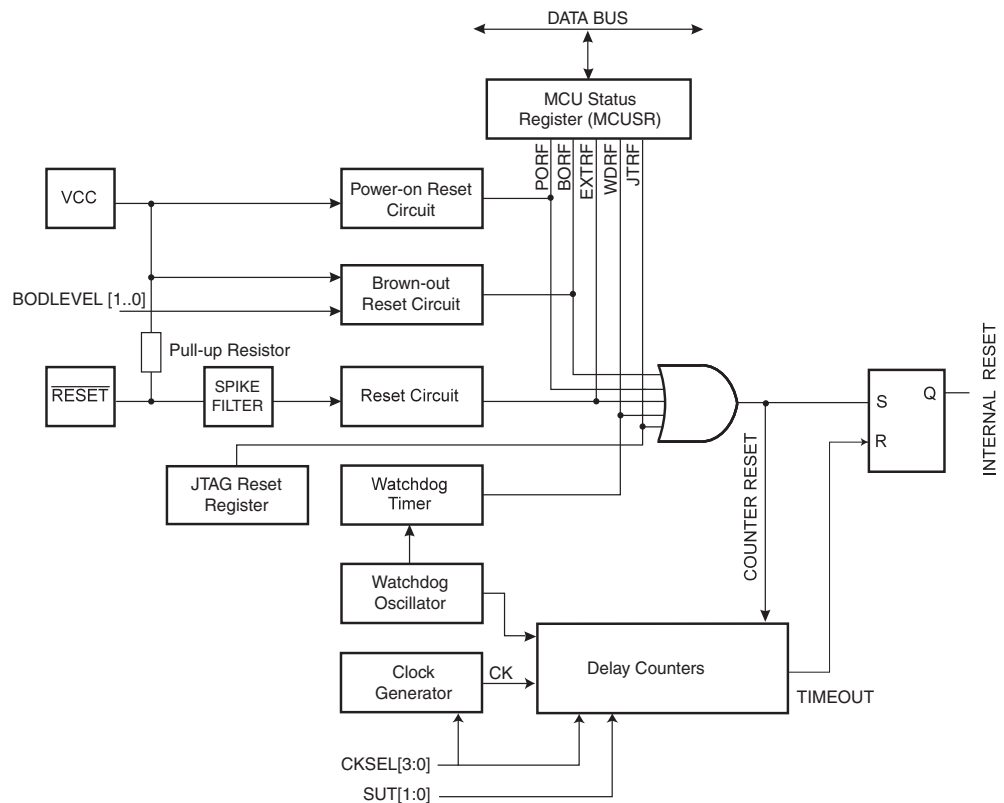 DATA BUS
MCU Status
Register (MCUSR)
PORF
BORF
EXTRF
WDRF
JTRF
VCC
Power-on Reset
Circuit
Brown-out
Reset Circuit
BODLEVEL [1..0]
Pull-up Resistor
RESET
SPIKE
FILTER
Reset Circuit
JTAG Reset
Register
Watchdog
Timer
Watchdog
Oscillator
Clock
Generator
CK
Delay Counters
COUNTER RESET
S
R
Q
INTERNAL RESET
TIMEOUT
CKSEL[3:0]
SUT[1:0]